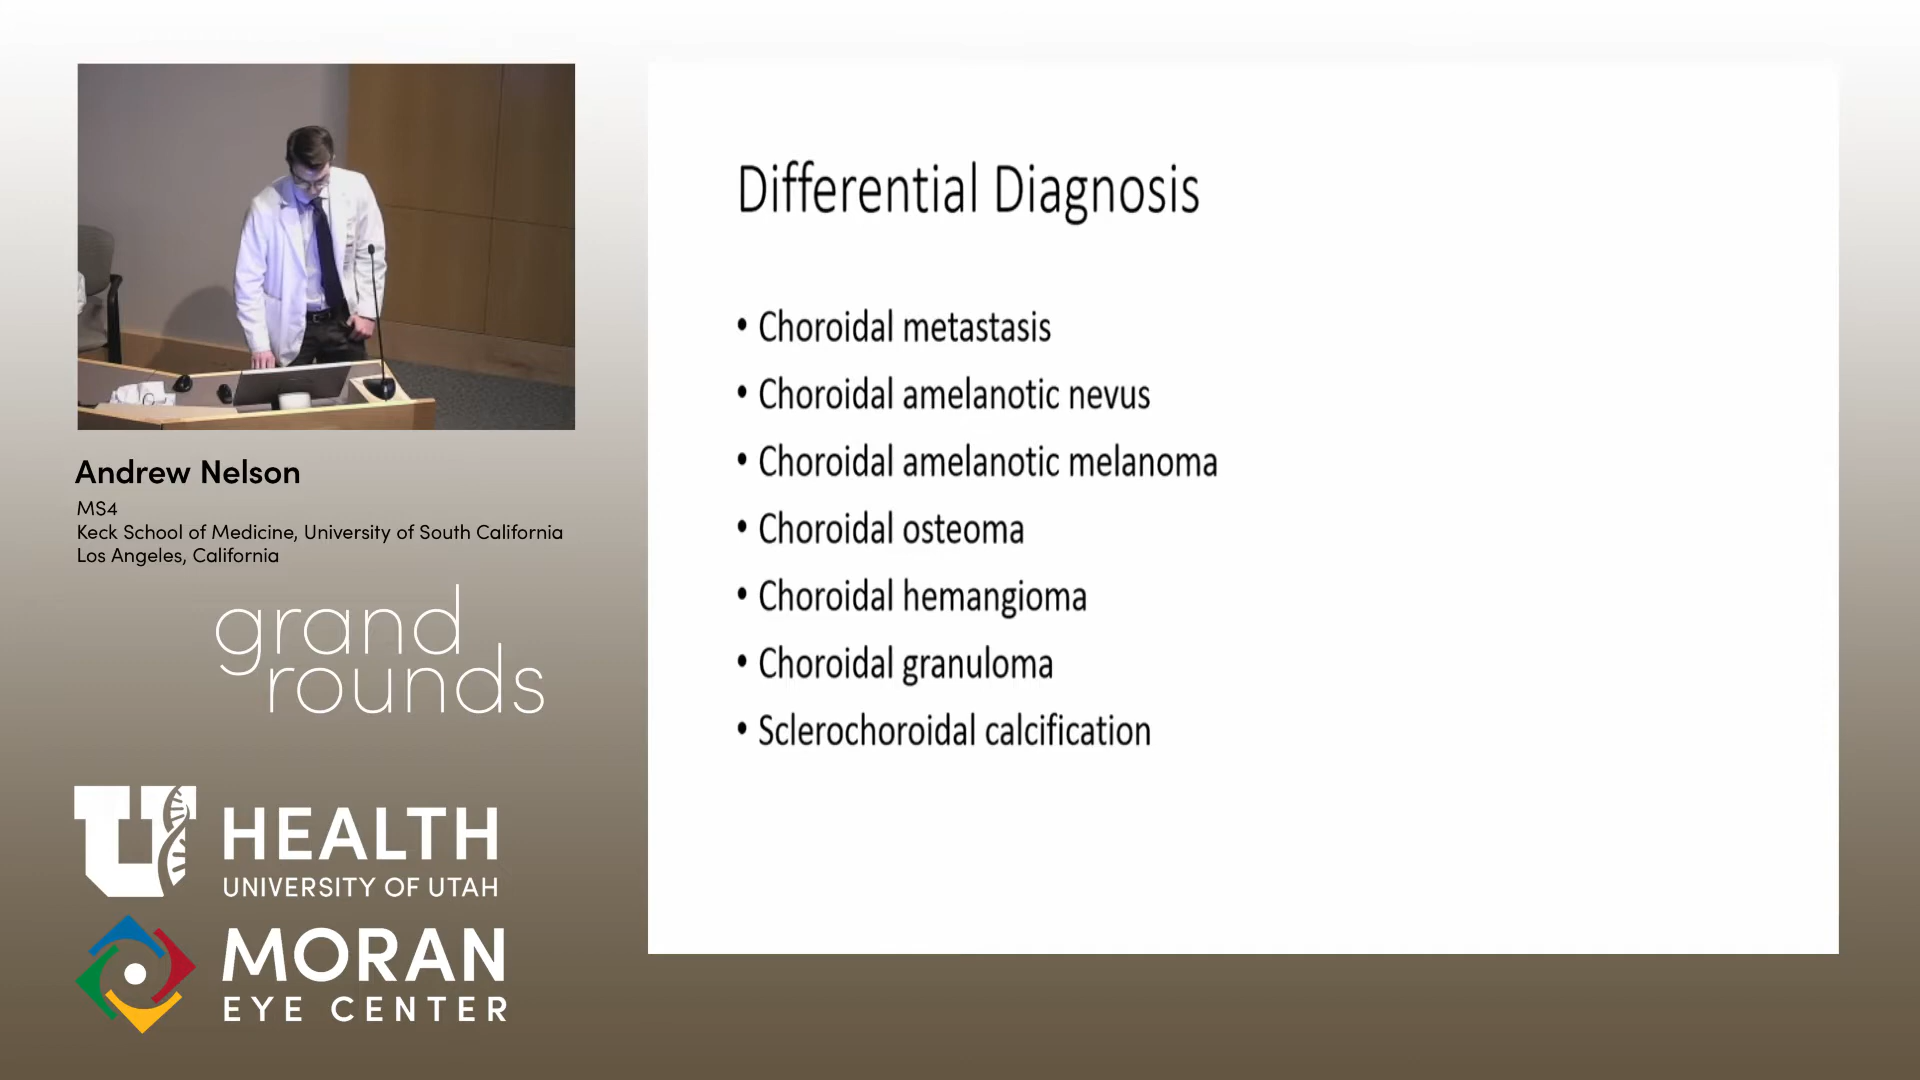 Andrew Nelson
MS4
Keck School of Medicine, University of South California
Los Angeles, California
grand
rounds
U HEALTH
UNIVERSITY OF UTAH
MORAN
EYE CENTER
Differential Diagnosis
• Choroidal metastasis
• Choroidal amelanotic nevus
• Choroidal amelanotic melanoma
• Choroidal osteoma
• Choroidal hemangioma
• Choroidal granuloma
• Sclerochoroidal calcification